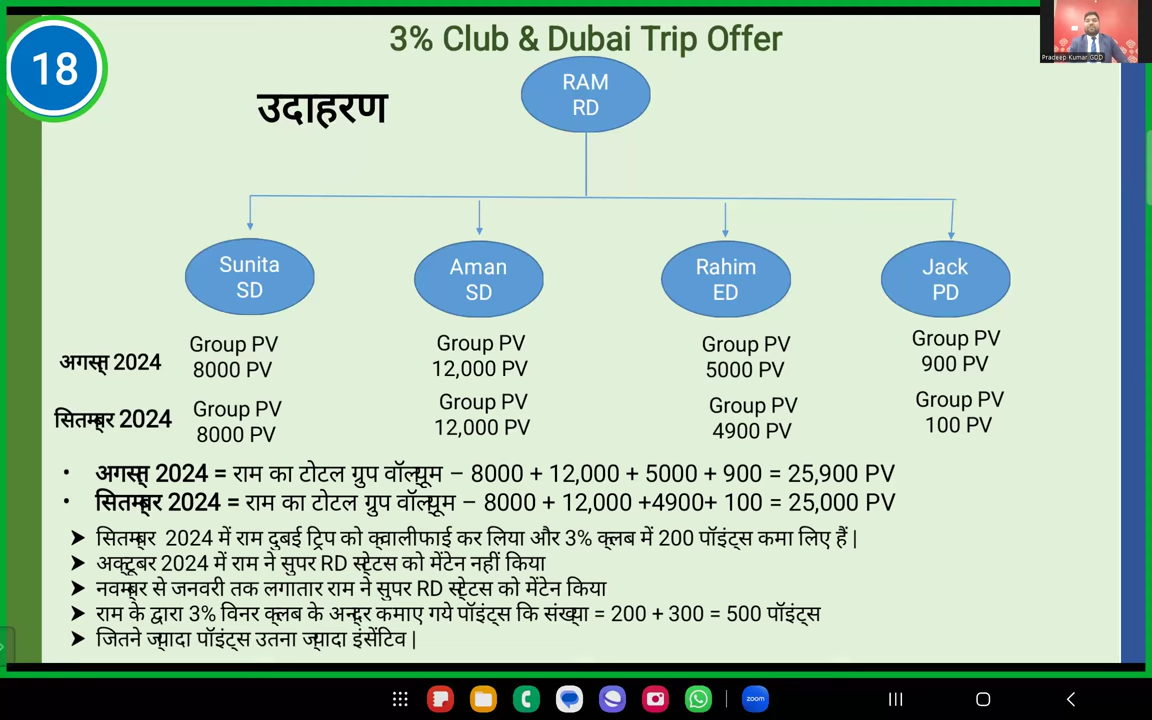 18
3% Club & Dubai Trip Offer
Pradeep Kumar GDD
उदाहरण
RAM
RD
Sunita
SD
Aman
SD
Rahim
ED
Jack
PD
अगस्त 2024
Group PV
8000 PV
Group PV
12,000 PV
Group PV
5000 PV
Group PV
900 PV
सितम्बर 2024
Group PV
8000 PV
Group PV
12,000 PV
Group PV
4900 PV
Group PV
100 PV
• अगस्त 2024 = राम का टोटल ग्रुप वॉल्यूम – 8000 + 12,000 + 5000 + 900 = 25,900 PV
• सितम्बर 2024 = राम का टोटल ग्रुप वॉल्यूम – 8000 + 12,000 +4900+ 100 = 25,000 PV
➤ सितम्बर 2024 में राम दुबई ट्रिप को क्वालीफाई कर लिया और 3% क्लब में 200 पॉइंट्स कमा लिए हैं |
➤ अक्टूबर 2024 में राम ने सुपर RD स्टेटस को मेंटेन नहीं किया
➤ नवम्बर से जनवरी तक लगातार राम ने सुपर RD स्टेटस को मेंटेन किया
➤ राम के द्वारा 3% विनर क्लब के अन्दर कमाए गये पॉइंट्स कि संख्या = 200 + 300 = 500 पॉइंट्स
➤ जितने ज्यादा पॉइंट्स उतना ज्यादा इंसेंटिव |
zoom